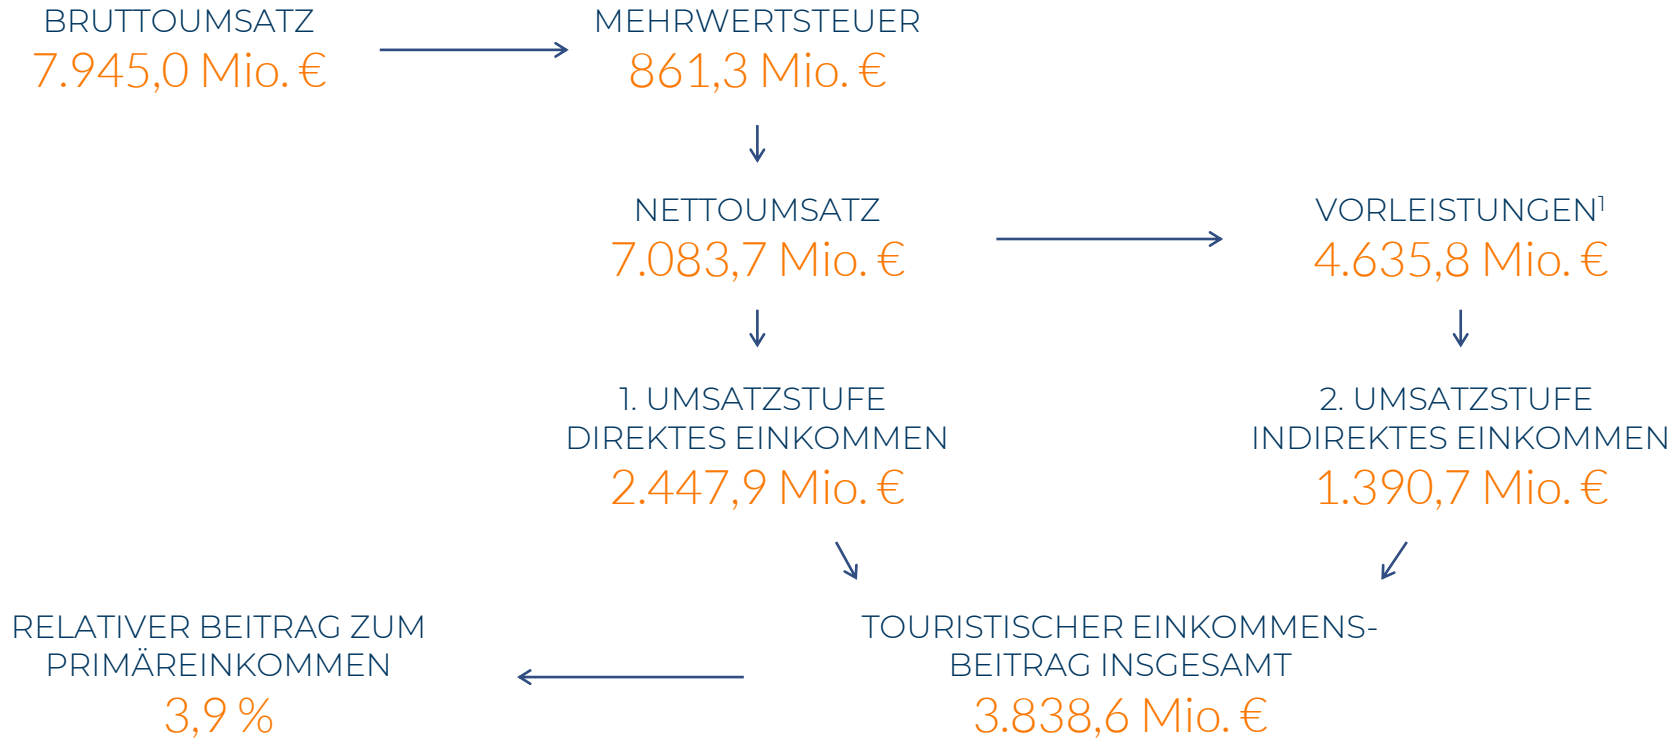 BRUTTOUMSATZ
7.945,0 Mio. €
MEHRWERTSTEUER
861,3 Mio. €
NETTOUMSATZ
7.083,7 Mio. €
VORLEISTUNGEN¹
4.635,8 Mio. €
1. UMSATZSTUFE
DIREKTES EINKOMMEN
2.447,9 Mio. €
2. UMSATZSTUFE
INDIREKTES EINKOMMEN
1.390,7 Mio. €
RELATIVER BEITRAG ZUM
PRIMÄREINKOMMEN
3,9 %
TOURISTISCHER EINKOMMENS-
BEITRAG INSGESAMT
3.838,6 Mio. €